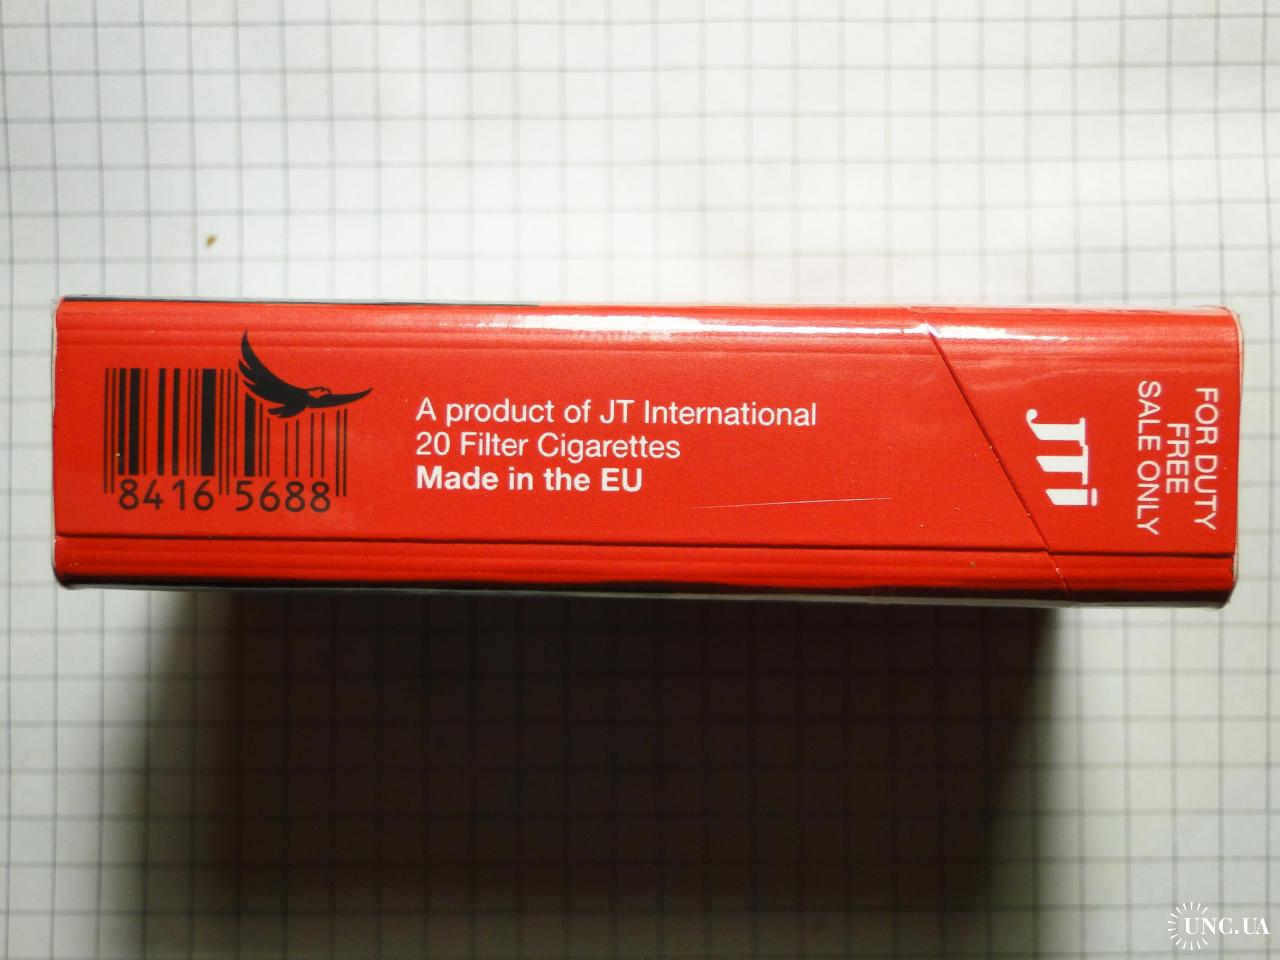 8416 5688
A product of JT International
20 Filter Cigarettes
Made in the EU
JTi
FOR DUTY
FREE
SALE ONLY
UNC.UA